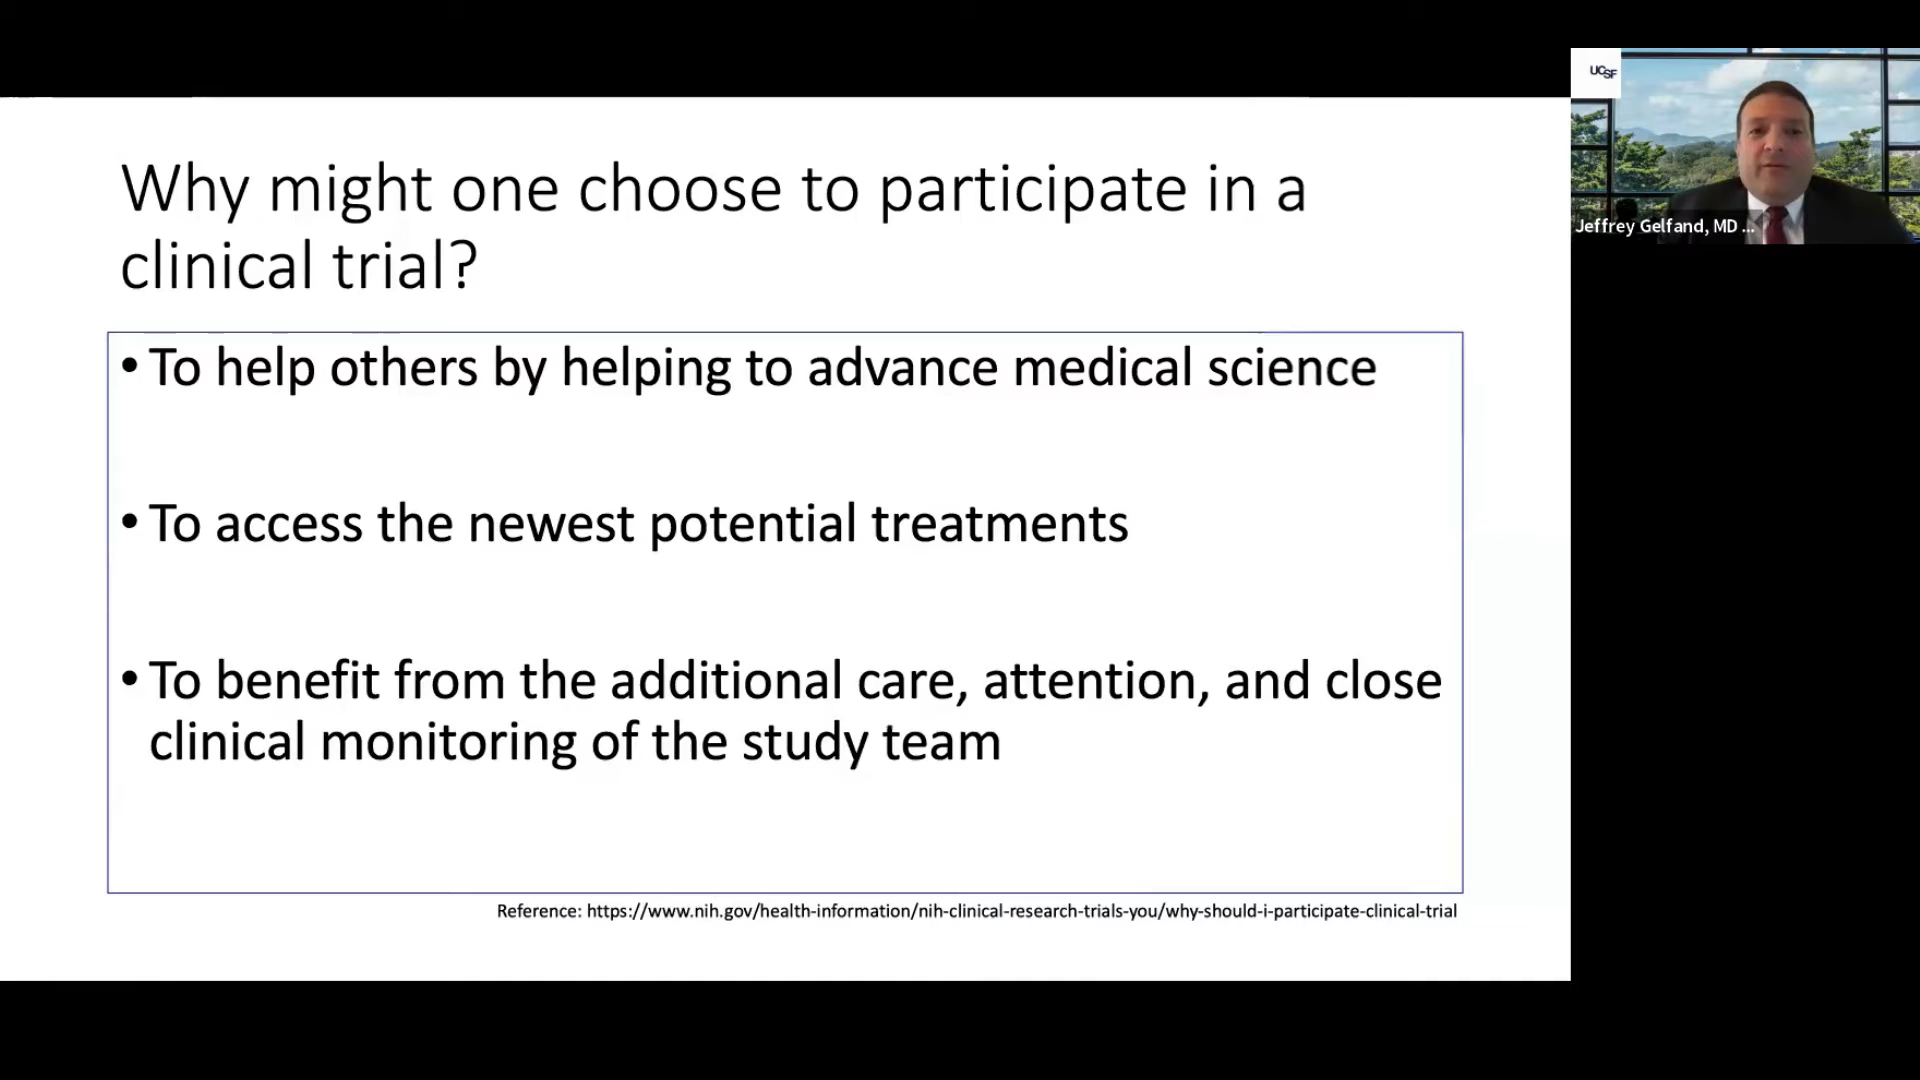 Why might one choose to participate in a
clinical trial?
• To help others by helping to advance medical science
• To access the newest potential treatments
• To benefit from the additional care, attention, and close
clinical monitoring of the study team
Reference: https://www.nih.gov/health-information/nih-clinical-research-trials-you/why-should-i-participate-clinical-trial
UCSF
Jeffrey Gelfand, MD ...